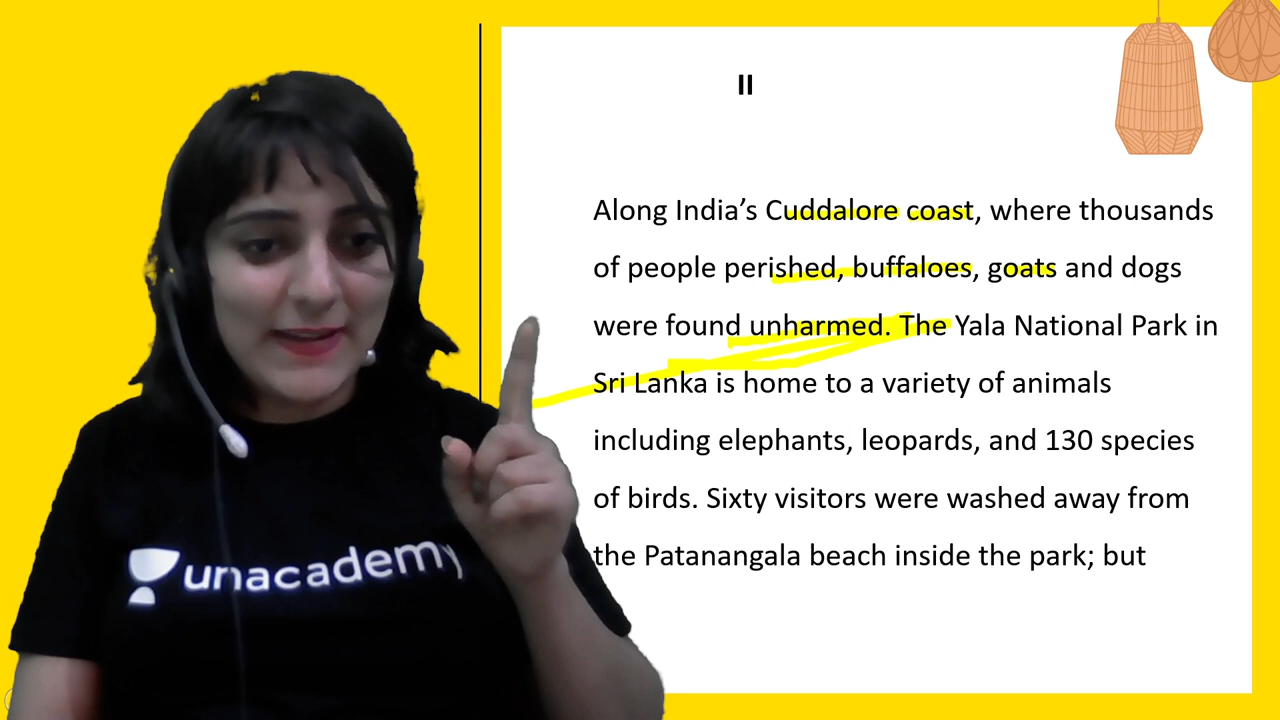 II
Along India’s Cuddalore coast, where thousands
of people perished, buffaloes, goats and dogs
were found unharmed. The Yala National Park in
Sri Lanka is home to a variety of animals
including elephants, leopards, and 130 species
of birds. Sixty visitors were washed away from
the Patanangala beach inside the park; but
unacademy